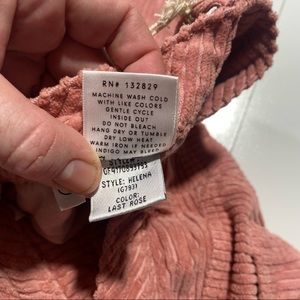 RN# 132829
MACHINE WASH COLD
WITH LIKE COLORS
GENTLE CYCLE
INSIDE OUT
DO NOT BLEACH
HANG DRY OR TUMBLE
DRY LOW HEAT
WARM IRON IF NEEDED
INDIGO MAY BLEED
STYLE: HELENA
(G793)
COLOR:
LAST ROSE